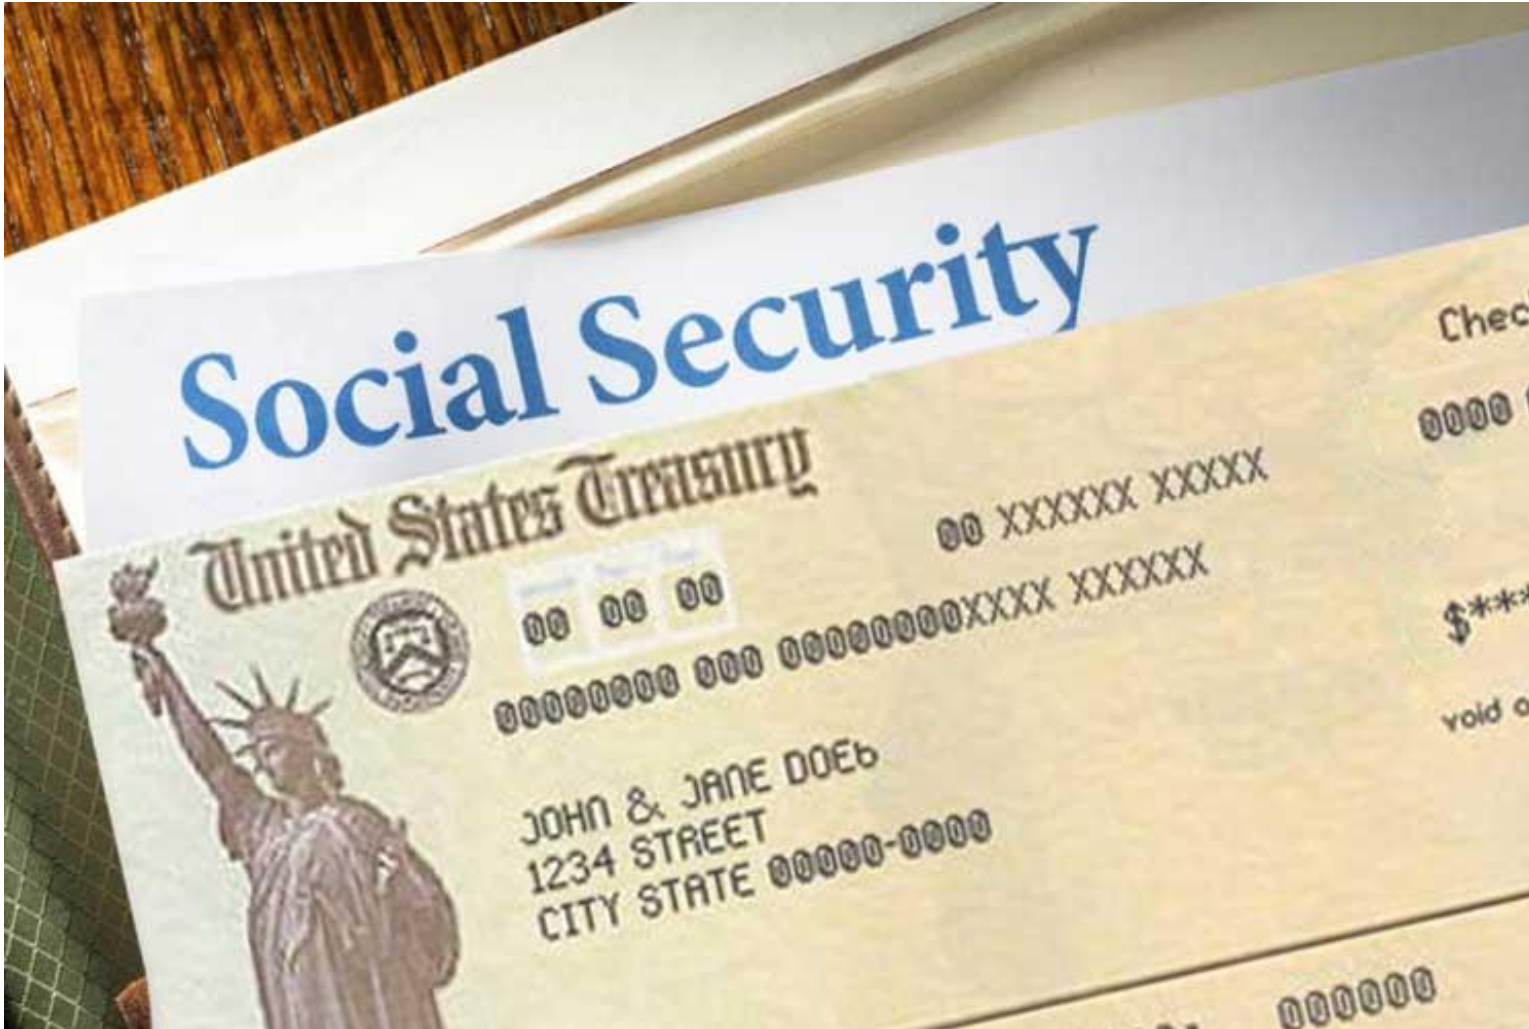 Social Security
United States Treasury
Chec
00 XXXXXX XXXXX
0000
00 00 00
00000000 000 00000000XXXX XXXXXX
$***
void o
JOHN & JANE DOE6
1234 STREET
CITY STATE 00000-0000
000000